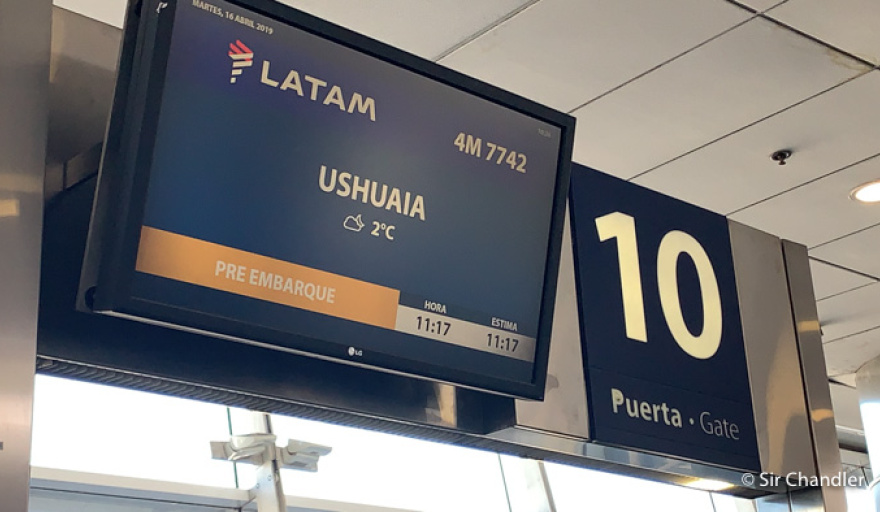 MARTES, 16 ABRIL 2019
LATAM
4M 7742
USHUAIA
2°C
PRE EMBARQUE
HORA
11:17
ESTIMA
11:17
LG
10
Puerta · Gate
© Sir Chandler